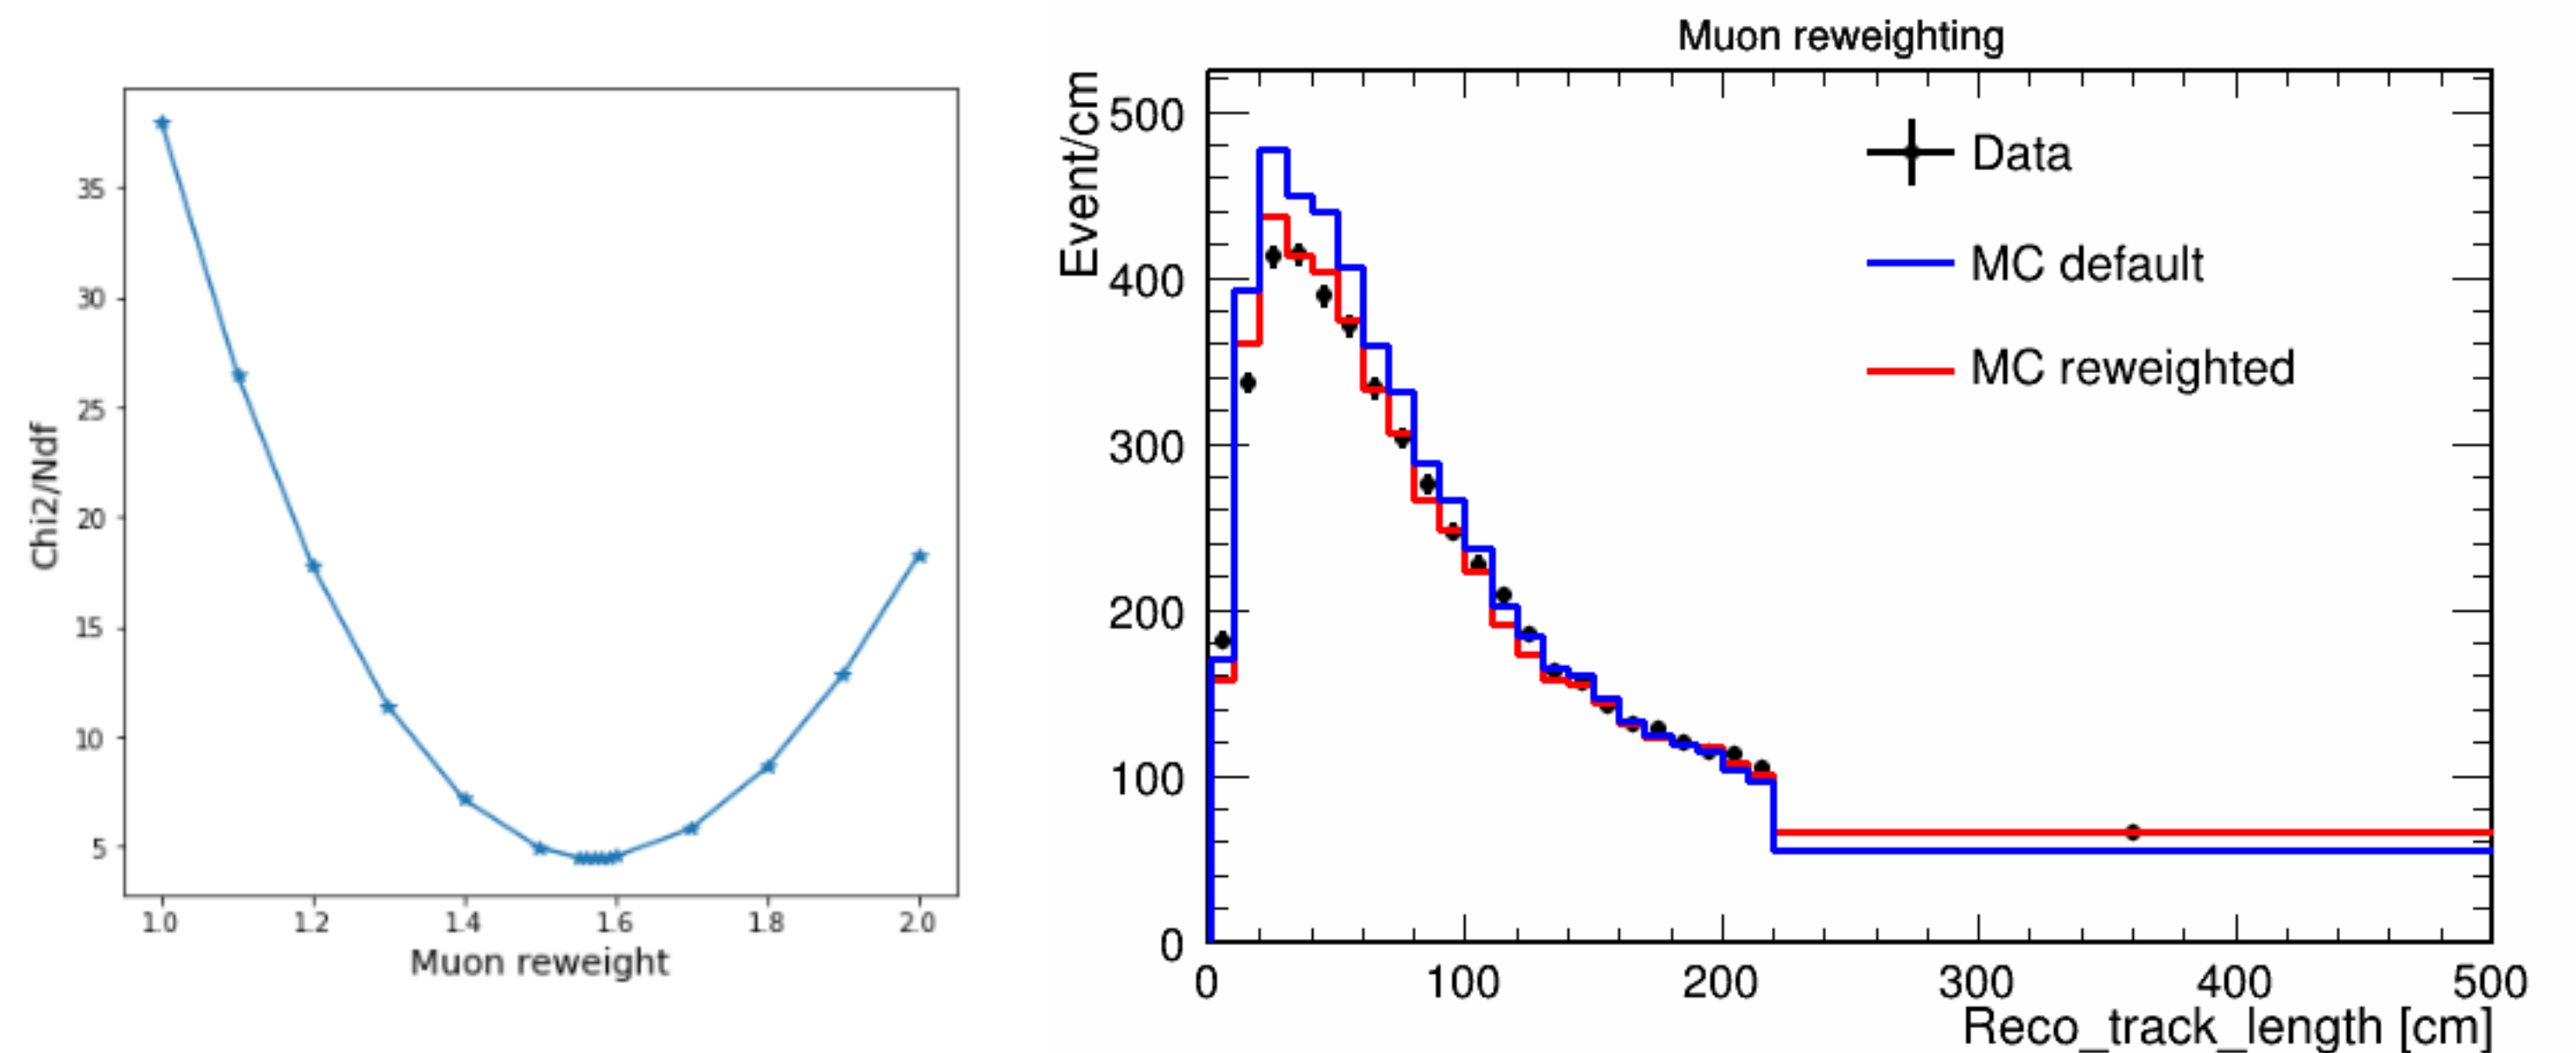 35
30
25
20
15
10
5
Chi2/Ndf
1.0 1.2 1.4 1.6 1.8 2.0
Muon reweight
Muon reweighting
Event/cm
500
400
300
200
100
0
Data
MC default
MC reweighted
0 100 200 300 400 500
Reco_track_length [cm]